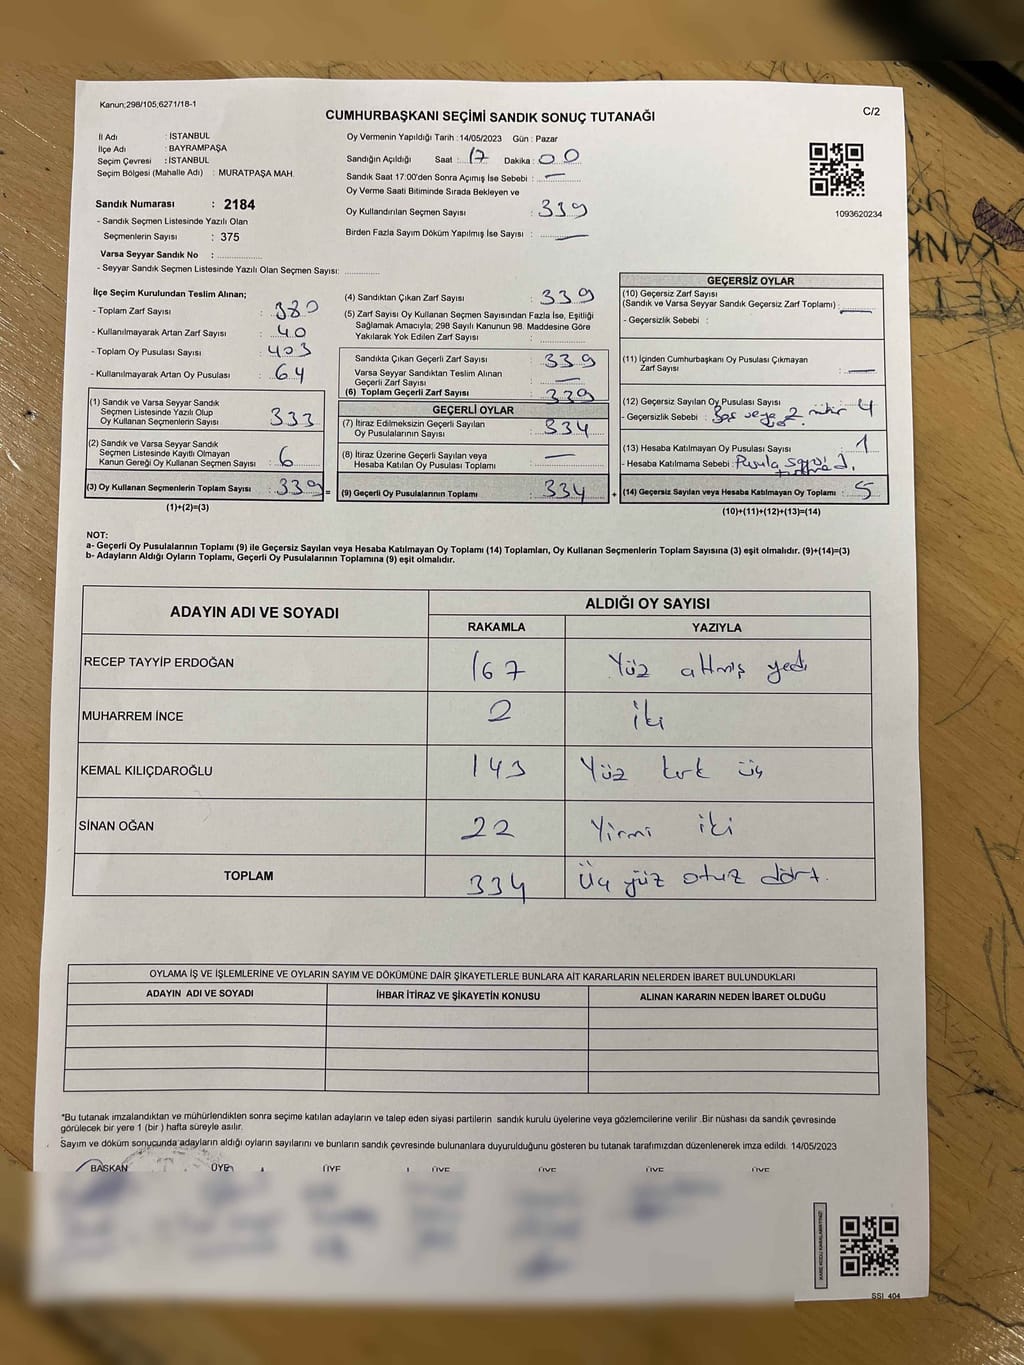 Kanun;298/105;6271/18-1
C/2
CUMHURBAŞKANI SEÇİMİ SANDIK SONUÇ TUTANAĞI
İl Adı : İSTANBUL
İlçe Adı : BAYRAMPAŞA
Seçim Çevresi : İSTANBUL
Seçim Bölgesi (Mahalle Adı) : MURATPAŞA MAH.
Sandık Numarası : 2184
- Sandık Seçmen Listesinde Yazılı Olan
Seçmenlerin Sayısı : 375
Varsa Seyyar Sandık No :
- Seyyar Sandık Seçmen Listesinde Yazılı Olan Seçmen Sayısı:
Oy Vermenin Yapıldığı Tarih : 14/05/2023 Gün : Pazar
Sandığın Açıldığı Saat : 17 Dakika : 00
Sandık Saat 17:00'den Sonra Açımış İse Sebebi : —
Oy Verme Saati Bitiminde Sırada Bekleyen ve
Oy Kullandırılan Seçmen Sayısı : 339
Birden Fazla Sayım Döküm Yapılmış İse Sayısı : —
1093620234
İlçe Seçim Kurulundan Teslim Alınan;
- Toplam Zarf Sayısı : 380
- Kullanılmayarak Artan Zarf Sayısı : 40
- Toplam Oy Pusulası Sayısı : 403
- Kullanılmayarak Artan Oy Pusulası : 64
(1) Sandık ve Varsa Seyyar Sandık
Seçmen Listesinde Yazılı Olup
Oy Kullanan Seçmenlerin Sayısı : 333
(2) Sandık ve Varsa Seyyar Sandık
Seçmen Listesinde Kayıtlı Olmayan
Kanun Gereği Oy Kullanan Seçmen Sayısı : 6
(3) Oy Kullanan Seçmenlerin Toplam Sayısı : 339 =
(1)+(2)=(3)
(4) Sandıktan Çıkan Zarf Sayısı : 339
(5) Zarf Sayısı Oy Kullanan Seçmen Sayısından Fazla İse, Eşitliği
Sağlamak Amacıyla; 298 Sayılı Kanunun 98. Maddesine Göre
Yakılarak Yok Edilen Zarf Sayısı :
Sandıkta Çıkan Geçerli Zarf Sayısı : 339
Varsa Seyyar Sandıktan Teslim Alınan
Geçerli Zarf Sayısı : —
(6) Toplam Geçerli Zarf Sayısı : 339
GEÇERLİ OYLAR
(7) İtiraz Edilmeksizin Geçerli Sayılan
Oy Pusulalarının Sayısı : 334
(8) İtiraz Üzerine Geçerli Sayılan veya
Hesaba Katılan Oy Pusulası Toplamı : —
(9) Geçerli Oy Pusulalarının Toplamı : 334 +
GEÇERSİZ OYLAR
(10) Geçersiz Zarf Sayısı
(Sandık ve Varsa Seyyar Sandık Geçersiz Zarf Toplamı) : —
- Geçersizlik Sebebi :
(11) İçinden Cumhurbaşkanı Oy Pusulası Çıkmayan
Zarf Sayısı : —
(12) Geçersiz Sayılan Oy Pusulası Sayısı 4
- Geçersizlik Sebebi : Boş veya 2 mühür
(13) Hesaba Katılmayan Oy Pusulası Sayısı : 1
- Hesaba Katılmama Sebebi : Pusula sayısı
(14) Geçersiz Sayılan veya Hesaba Katılmayan Oy Toplamı : 5
(10)+(11)+(12)+(13)=(14)
NOT:
a- Geçerli Oy Pusulalarının Toplamı (9) ile Geçersiz Sayılan veya Hesaba Katılmayan Oy Toplamı (14) Toplamları, Oy Kullanan Seçmenlerin Toplam Sayısına (3) eşit olmalıdır. (9)+(14)=(3)
b- Adayların Aldığı Oyların Toplamı, Geçerli Oy Pusulalarının Toplamına (9) eşit olmalıdır.
ADAYIN ADI VE SOYADI
ALDIĞI OY SAYISI
RAKAMLA YAZIYLA
RECEP TAYYİP ERDOĞAN 167 Yüz altmış yedi
MUHARREM İNCE 2 iki
KEMAL KILIÇDAROĞLU 143 Yüz kırk üç
SİNAN OĞAN 22 Yirmi iki
TOPLAM 334 Üç yüz otuz dört.
OYLAMA İŞ VE İŞLEMLERİNE VE OYLARIN SAYIM VE DÖKÜMÜNE DAİR ŞİKAYETLERLE BUNLARA AİT KARARLARIN NELERDEN İBARET BULUNDUKLARI
ADAYIN ADI VE SOYADI İHBAR İTİRAZ VE ŞİKAYETİN KONUSU ALINAN KARARIN NEDEN İBARET OLDUĞU
*Bu tutanak imzalandıktan ve mühürlendikten sonra seçime katılan adayların ve talep eden siyasi partilerin sandık kurulu üyelerine veya gözlemcilerine verilir .Bir nüshası da sandık çevresinde
görülecek bir yere 1 (bir ) hafta süreyle asılır.
Sayım ve döküm sonucunda adayların aldığı oyların sayılarını ve bunların sandık çevresinde bulunanlara duyurulduğunu gösteren bu tutanak tarafımızdan düzenlenerek imza edildi. 14/05/2023
BAŞKAN ÜYE ÜYE ÜYE ÜYE ÜYE ÜYE
KARE KODU KARALAMAYINIZ!
SSI_404